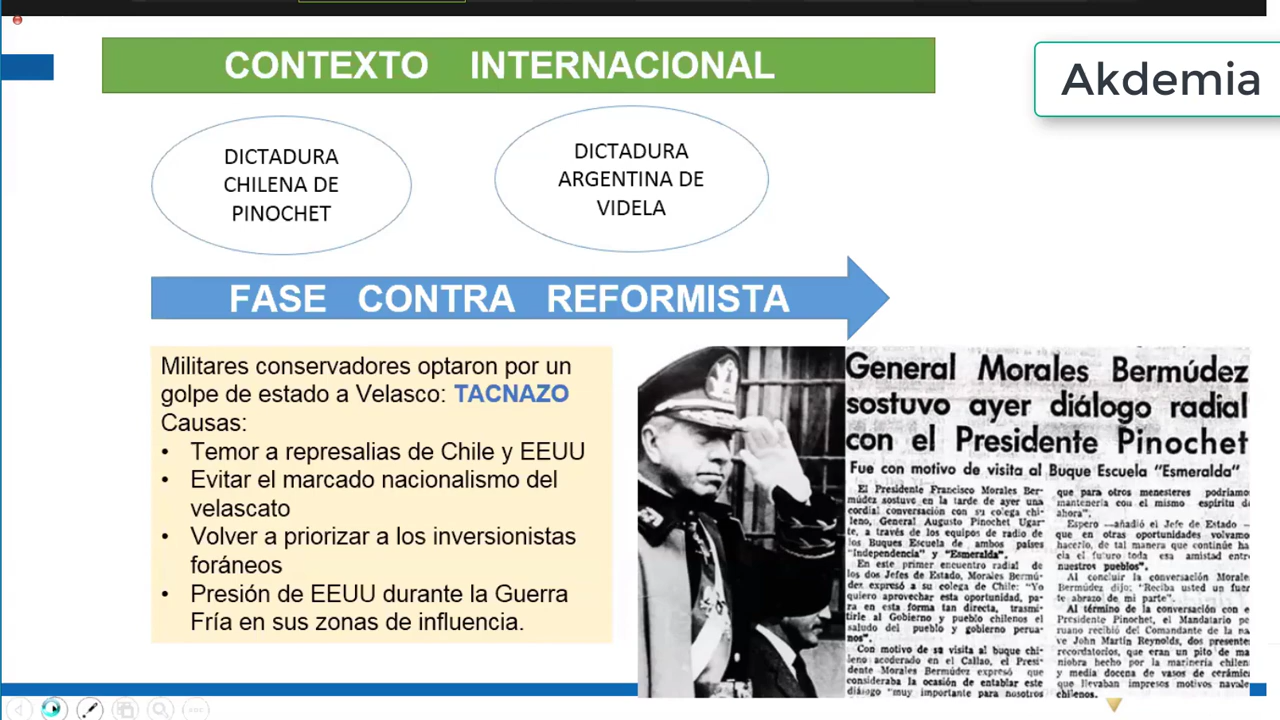 CONTEXTO INTERNACIONAL
Akdemia
DICTADURA
CHILENA DE
PINOCHET
DICTADURA
ARGENTINA DE
VIDELA
FASE CONTRA REFORMISTA
Militares conservadores optaron por un
golpe de estado a Velasco: TACNAZO
Causas:
• Temor a represalias de Chile y EEUU
• Evitar el marcado nacionalismo del
velascato
• Volver a priorizar a los inversionistas
foráneos
• Presión de EEUU durante la Guerra
Fría en sus zonas de influencia.
General Morales Bermúdez
sostuvo ayer diálogo radial
con el Presidente Pinochet
Fue con motivo de visita al Buque Escuela "Esmeralda"
El Presidente Francisco Morales Ber-
múdez sostuvo en la tarde de ayer una
cordial conversación con su colega chi-
leno, General Augusto Pinochet Ugar-
te, a través de los equipos de radio de
los Buques Escuela de ambos países
"Independencia" y "Esmeralda".
En este primer encuentro radial de
los dos Jefes de Estado, Morales Bermú-
dez expresó a su colega de Chile: "Yo
quiero aprovechar esta oportunidad, pa-
ra en esta forma tan directa, trasmi-
tirle al Gobierno y pueblo chilenos el
saludo del pueblo y gobierno perua-
nos".
Con motivo de su visita al buque chi-
leno acoderado en el Callao, el Presi-
dente Morales Bermúdez expresó que
consideraba la ocasión de entablar este
diálogo "muy importante para nosotros
que para otros menesteres podríamos
mantenerla con el mismo espíritu de
ahora".
Espero —añadió el Jefe de Estado—
que en otras oportunidades volvamo
hacerlo, de tal manera que continúe ha
cia el futuro toda esa amistad entr
nuestros pueblos".
Al concluir la conversación Morale
Bermúdez dijo: "Reciba usted un fuer
te abrazo de mi parte".
Al término de la conversación con e
Presidente Pinochet, el Mandatario pe
ruano recibió del Comandante de la na
ve John Martin Reynolds, dos presente
recordatorios, que eran un pito de ma
niobra hecho por la marinería chilen
y media docena de vasos de cerámic
que llevaban impresos motivos navale
chilenos.